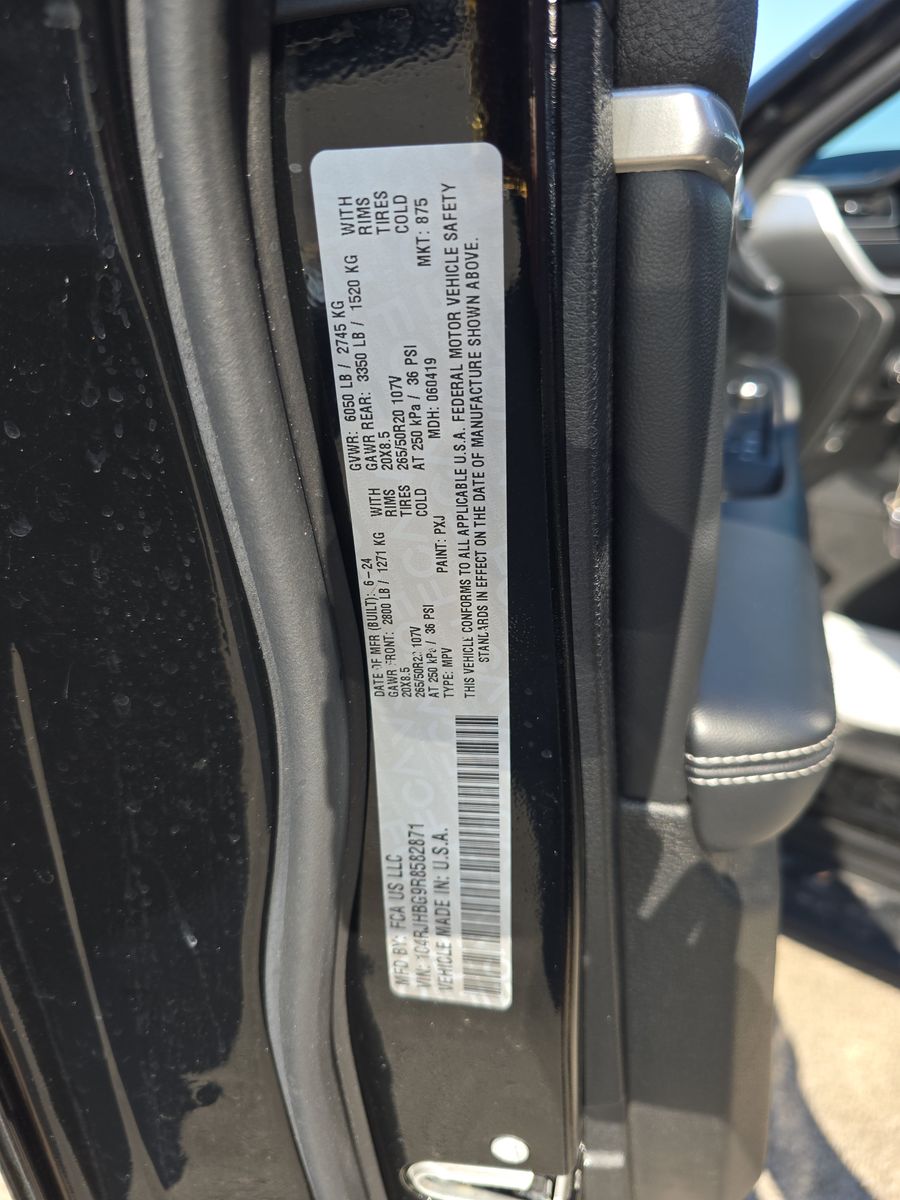 MFD BY: FCA US LLC
VIN: 1C4RJHBG9R8582871
VEHICLE MADE IN: U.S.A.
DATE OF MFR (BUILT): 6-24
GAWR FRONT: 2800 LB / 1271 KG WITH
20X8.5 RIMS
265/50R20 107V TIRES
AT 250 kPa / 36 PSI COLD
TYPE: MPV PAINT: PXJ
GVWR: 6050 LB / 2745 KG
GAWR REAR: 3350 LB / 1520 KG WITH
20X8.5 RIMS
265/50R20 107V TIRES
AT 250 kPa / 36 PSI COLD
MDH: 060419 MKT: 875
THIS VEHICLE CONFORMS TO ALL APPLICABLE U.S.A. FEDERAL MOTOR VEHICLE SAFETY
STANDARDS IN EFFECT ON THE DATE OF MANUFACTURE SHOWN ABOVE.